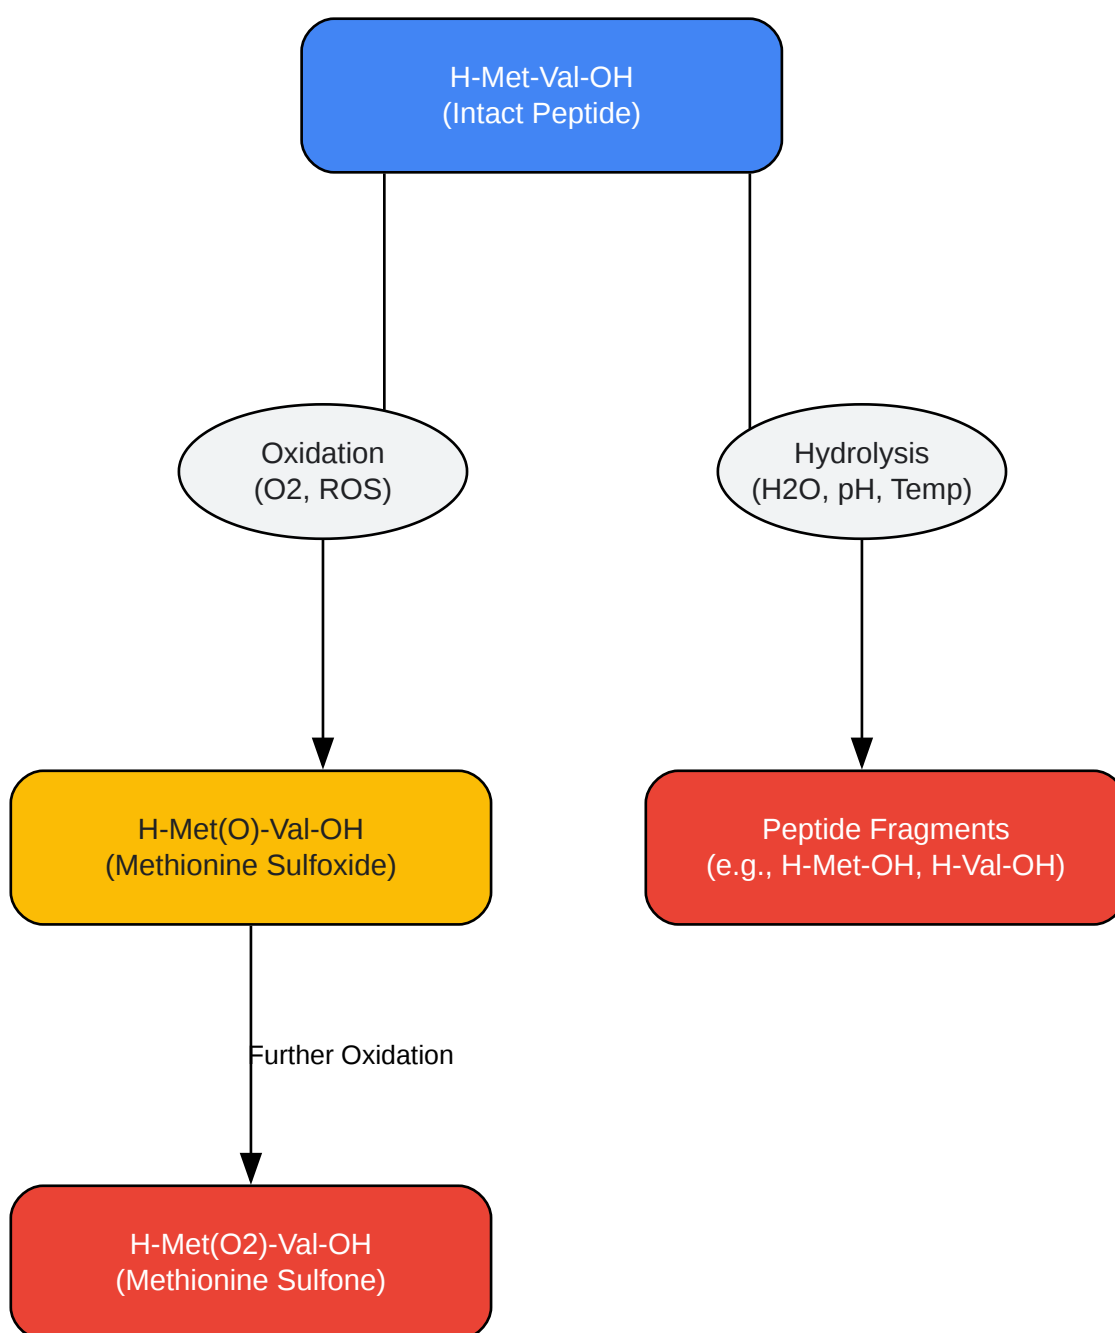 H-Met-Val-OH
(Intact Peptide)
Oxidation
(O2, ROS)
Hydrolysis
(H2O, pH, Temp)
H-Met(O)-Val-OH
(Methionine Sulfoxide)
Peptide Fragments
(e.g., H-Met-OH, H-Val-OH)
Further Oxidation
H-Met(O2)-Val-OH
(Methionine Sulfone)